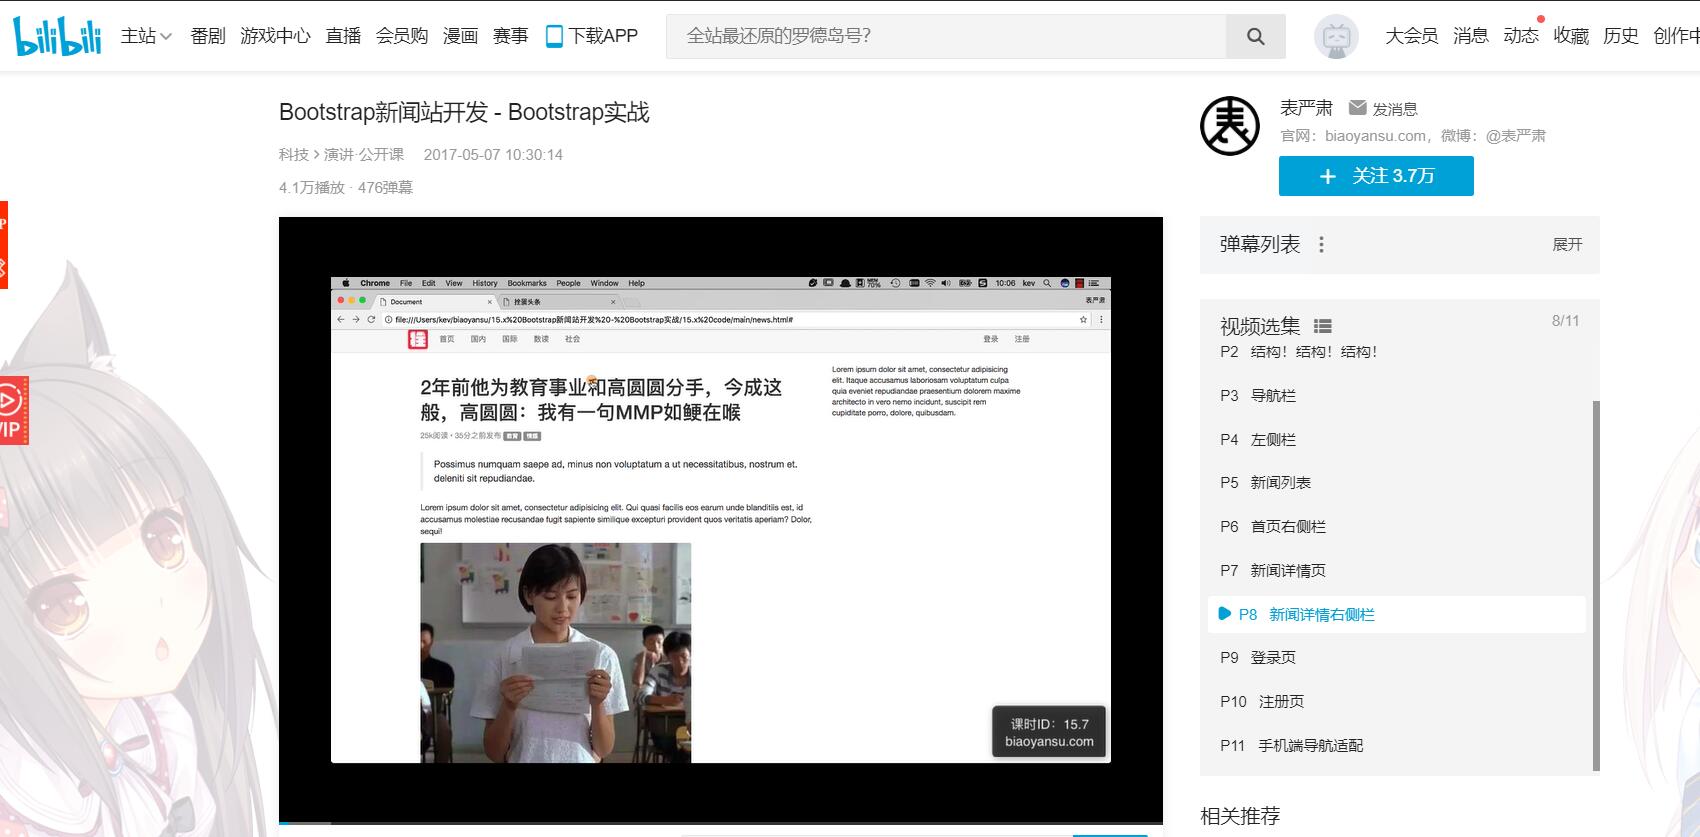 bilibili 主站 番剧 游戏中心 直播 会员购 漫画 赛事 下载APP 全站最还原的罗德岛号? 大会员 消息 动态 收藏 历史 创作中
Bootstrap新闻站开发 - Bootstrap实战
科技 > 演讲·公开课 2017-05-07 10:30:14
4.1万播放 · 476弹幕
表严肃 发消息
官网：biaoyansu.com，微博：@表严肃
+ 关注 3.7万
VIP
Chrome File Edit View History Bookmarks People Window Help 10:06 kev
Document × 挫国头条 × 表严肃
file:///Users/kev/biaoyansu/15.x%20Bootstrap新闻站开发%20-%20Bootstrap实战/15.x%20code/main/news.html#
首页 国内 国际 数读 社会 登录 注册
2年前他为教育事业和高圆圆分手，今成这
般，高圆圆：我有一句MMP如鲠在喉
25k阅读 • 35分之前发布 教育 情感
Possimus numquam saepe ad, minus non voluptatum a ut necessitatibus, nostrum et.
deleniti sit repudiandae.
Lorem ipsum dolor sit amet, consectetur adipisicing elit. Qui quasi facilis eos earum unde blanditiis est, id
accusamus molestiae recusandae fugit sapiente similique excepturi provident quos veritatis aperiam? Dolor,
sequi!
Lorem ipsum dolor sit amet, consectetur adipisicing
elit. Itaque accusamus laboriosam voluptatum culpa
quia eveniet repudiandae praesentium dolorem maxime
architecto in vero nemo incidunt, suscipit rem
cupiditate porro, dolore, quibusdam.
课时ID：15.7
biaoyansu.com
弹幕列表 展开
视频选集 8/11
P2 结构！结构！结构！
P3 导航栏
P4 左侧栏
P5 新闻列表
P6 首页右侧栏
P7 新闻详情页
P8 新闻详情右侧栏
P9 登录页
P10 注册页
P11 手机端导航适配
相关推荐